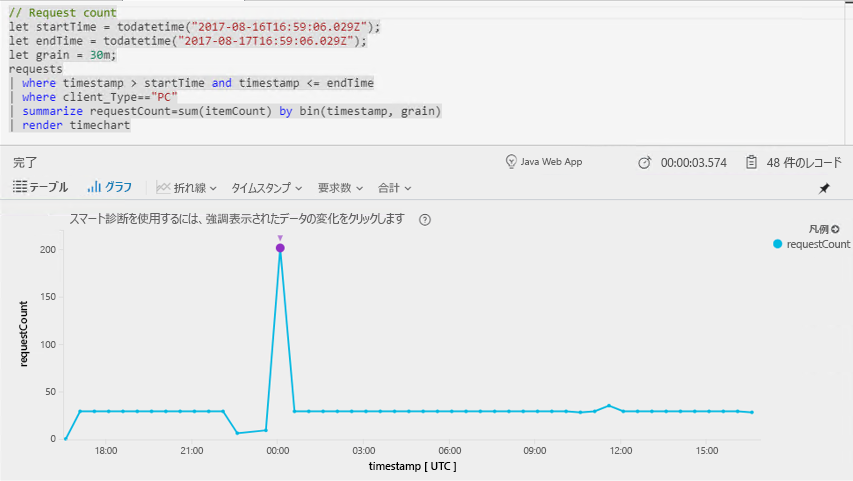 // Request count
let startTime = todatetime("2017-08-16T16:59:06.029Z");
let endTime = todatetime("2017-08-17T16:59:06.029Z");
let grain = 30m;
requests
| where timestamp > startTime and timestamp <= endTime
| where client_Type=="PC"
| summarize requestCount=sum(itemCount) by bin(timestamp, grain)
| render timechart
完了 Java Web App 00:00:03.574 48 件のレコード
テーブル グラフ 折れ線 タイムスタンプ 要求数 合計
スマート診断を使用するには、強調表示されたデータの変化をクリックします ?
凡例
requestCount
200
150
100
50
0
requestCount
18:00 21:00 00:00 03:00 06:00 09:00 12:00 15:00
timestamp [ UTC ]